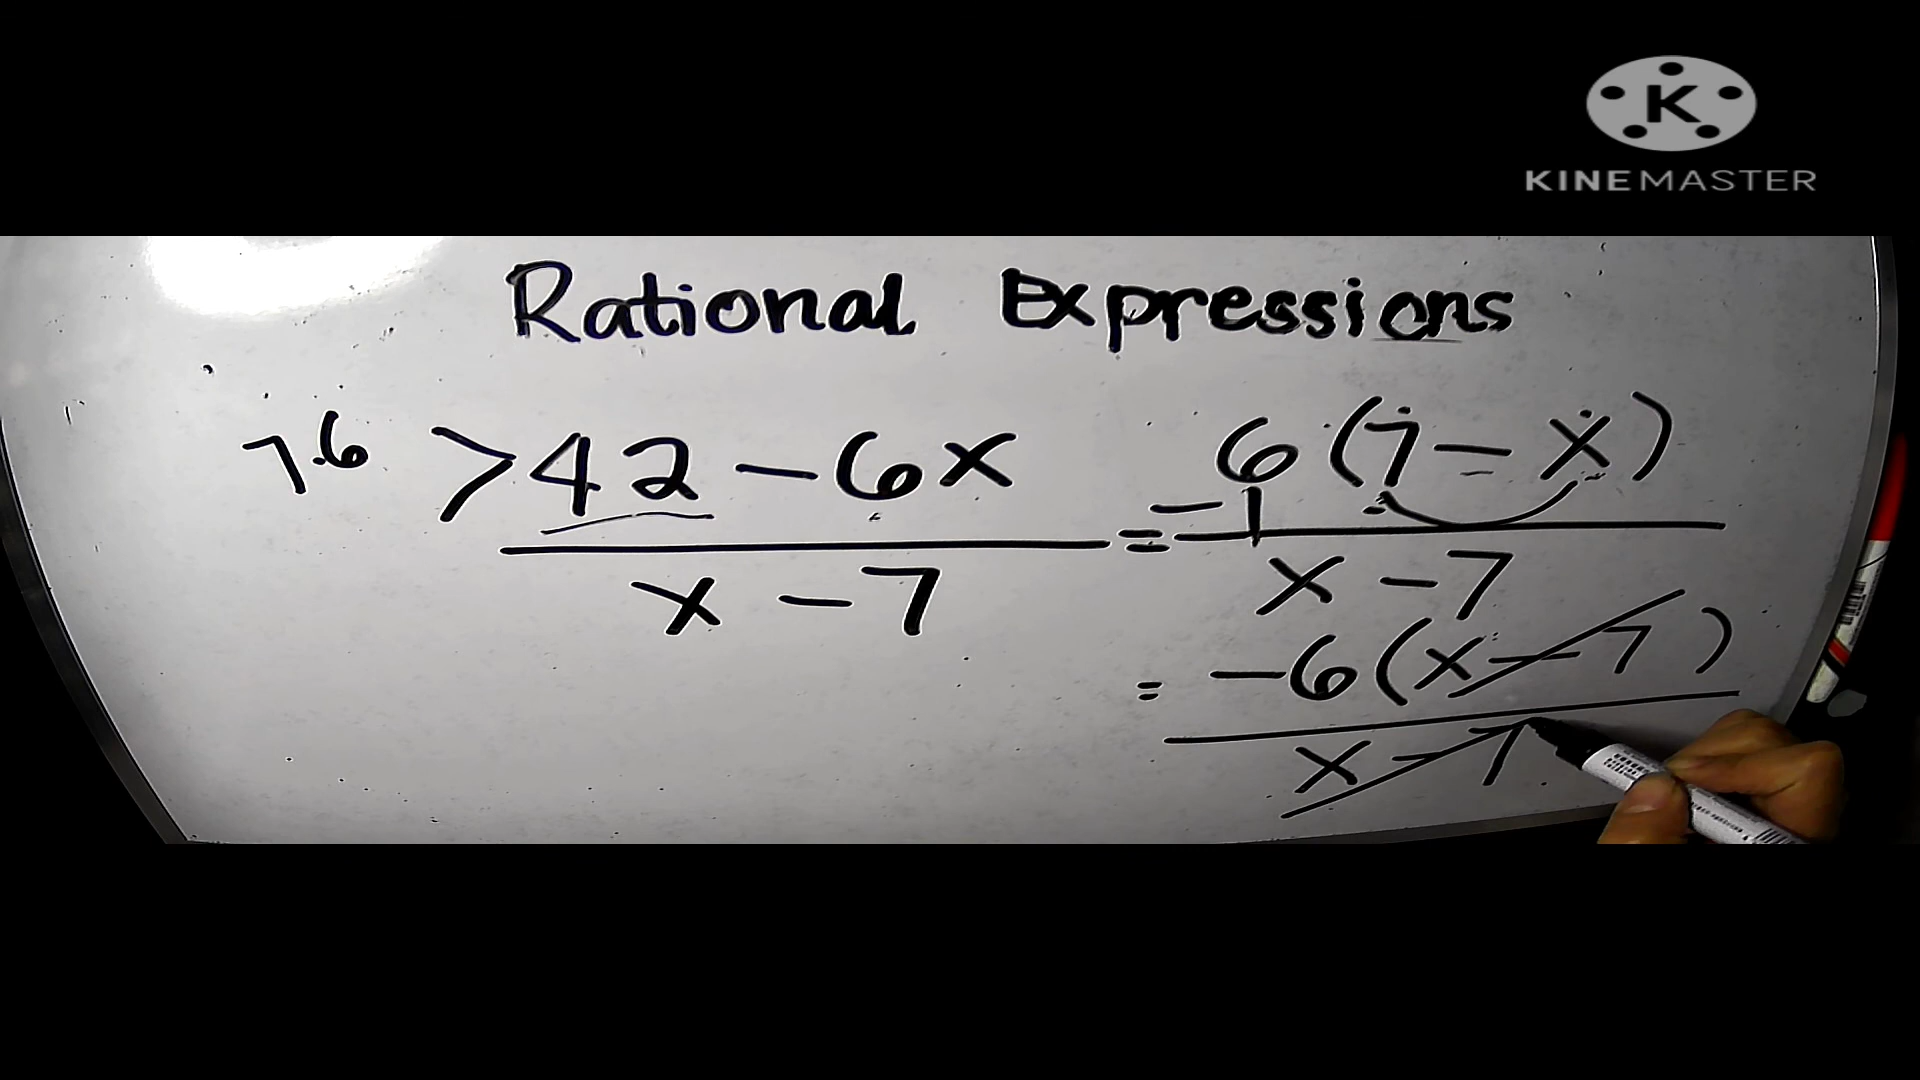 K
KINEMASTER
Rational Expressions
7.6 > 42 - 6x = 6(7 - x)
-1
x - 7 x - 7
= -6(x - 7)
x - 7